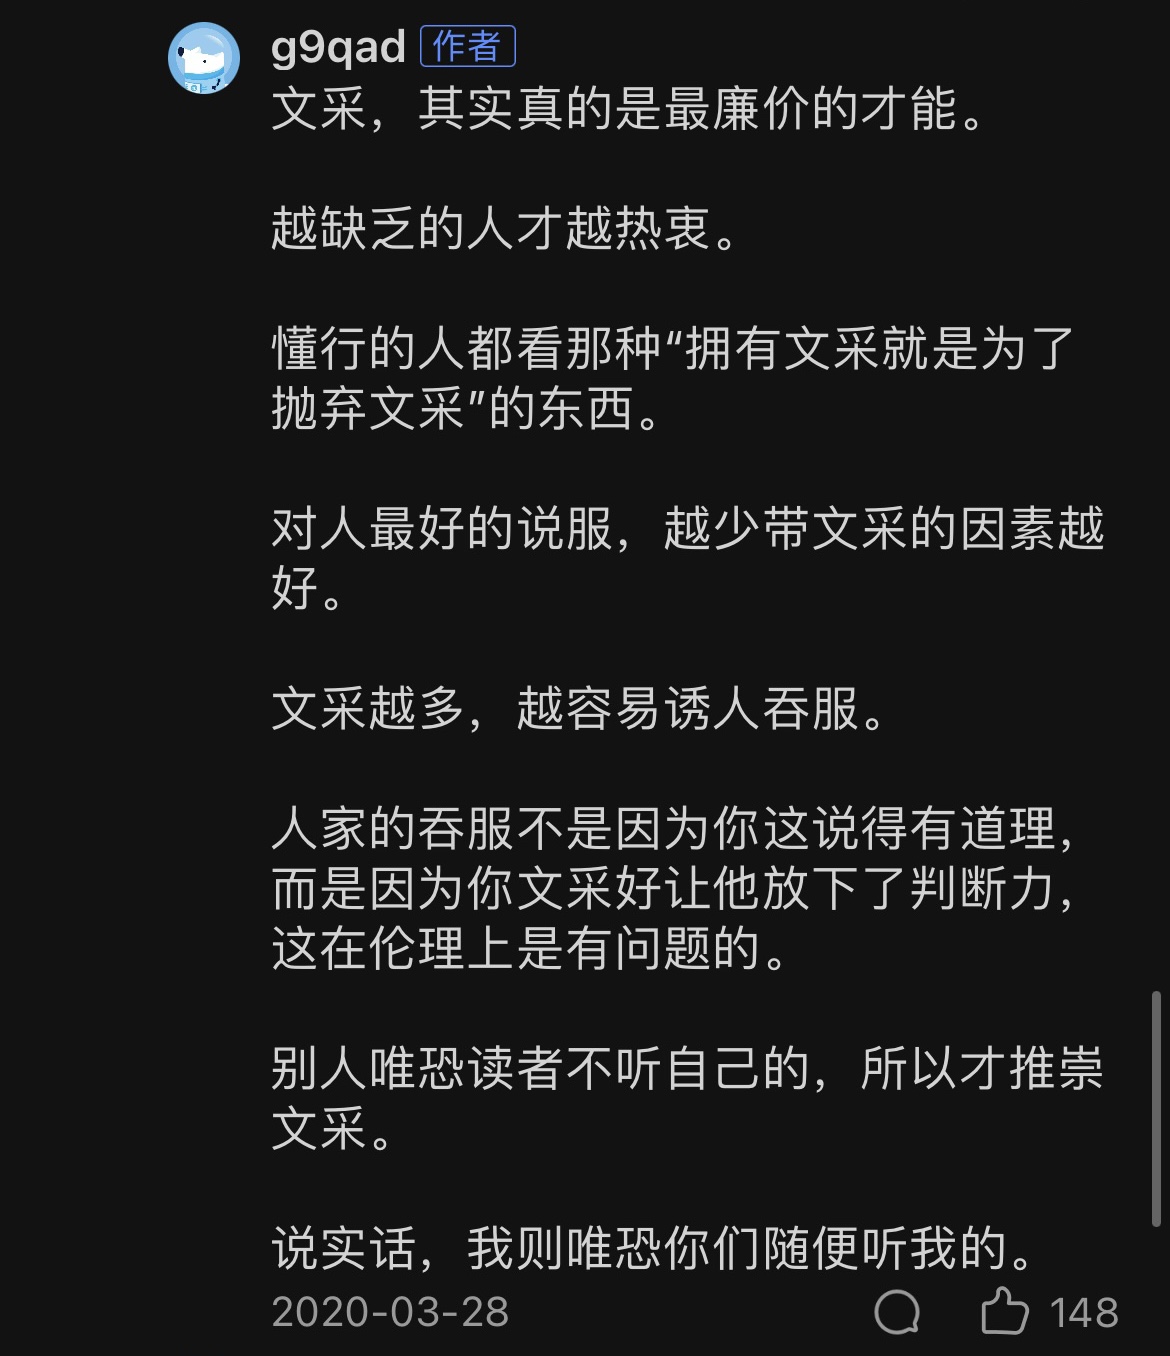 g9qad 作者
文采，其实真的是最廉价的才能。
越缺乏的人才越热衷。
懂行的人都看那种“拥有文采就是为了
抛弃文采”的东西。
对人最好的说服，越少带文采的因素越
好。
文采越多，越容易诱人吞服。
人家的吞服不是因为你这说得有道理，
而是因为你文采好让他放下了判断力，
这在伦理上是有问题的。
别人唯恐读者不听自己的，所以才推崇
文采。
说实话，我则唯恐你们随便听我的。
2020-03-28 148